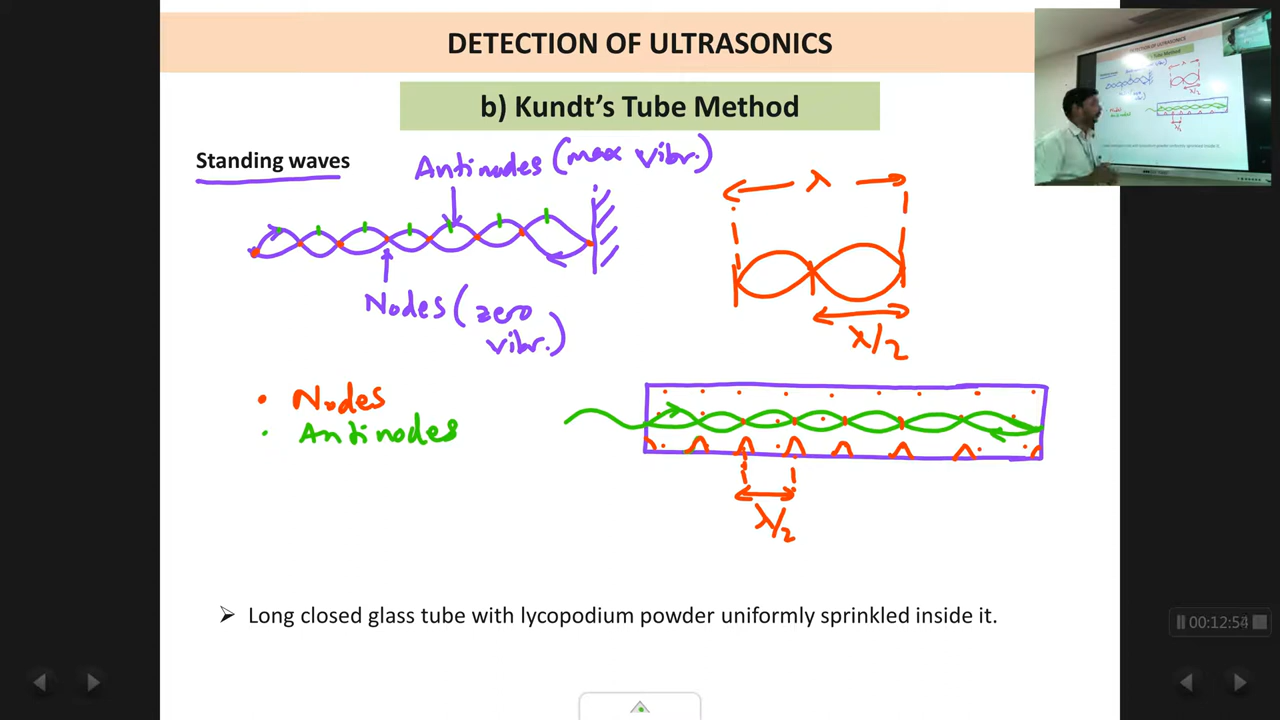 DETECTION OF ULTRASONICS
b) Kundt's Tube Method
Standing waves
Antinodes (max vibr.)
Nodes (zero
vibr.)
λ
λ/2
• Nodes
• Antinodes
λ/2
➢ Long closed glass tube with lycopodium powder uniformly sprinkled inside it.
00:12:54